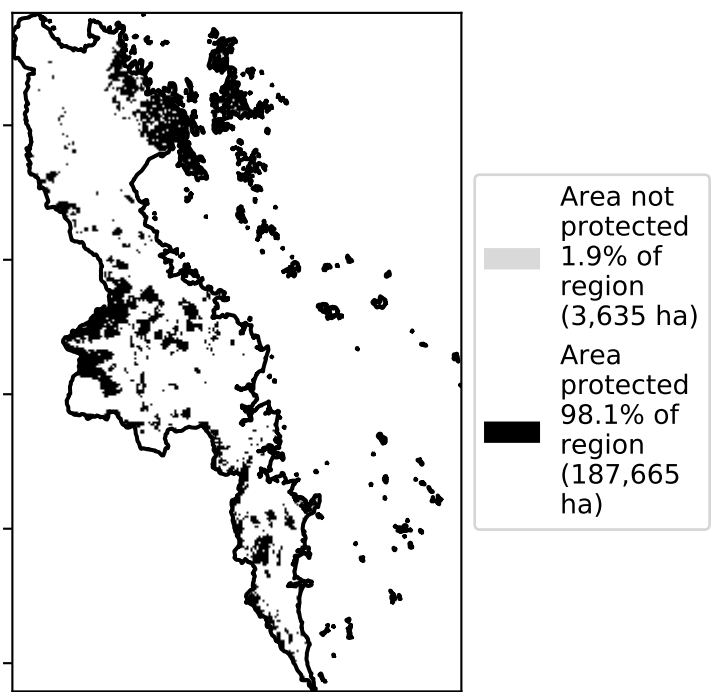 Area not
protected
1.9% of
region
(3,635 ha)
Area
protected
98.1% of
region
(187,665
ha)